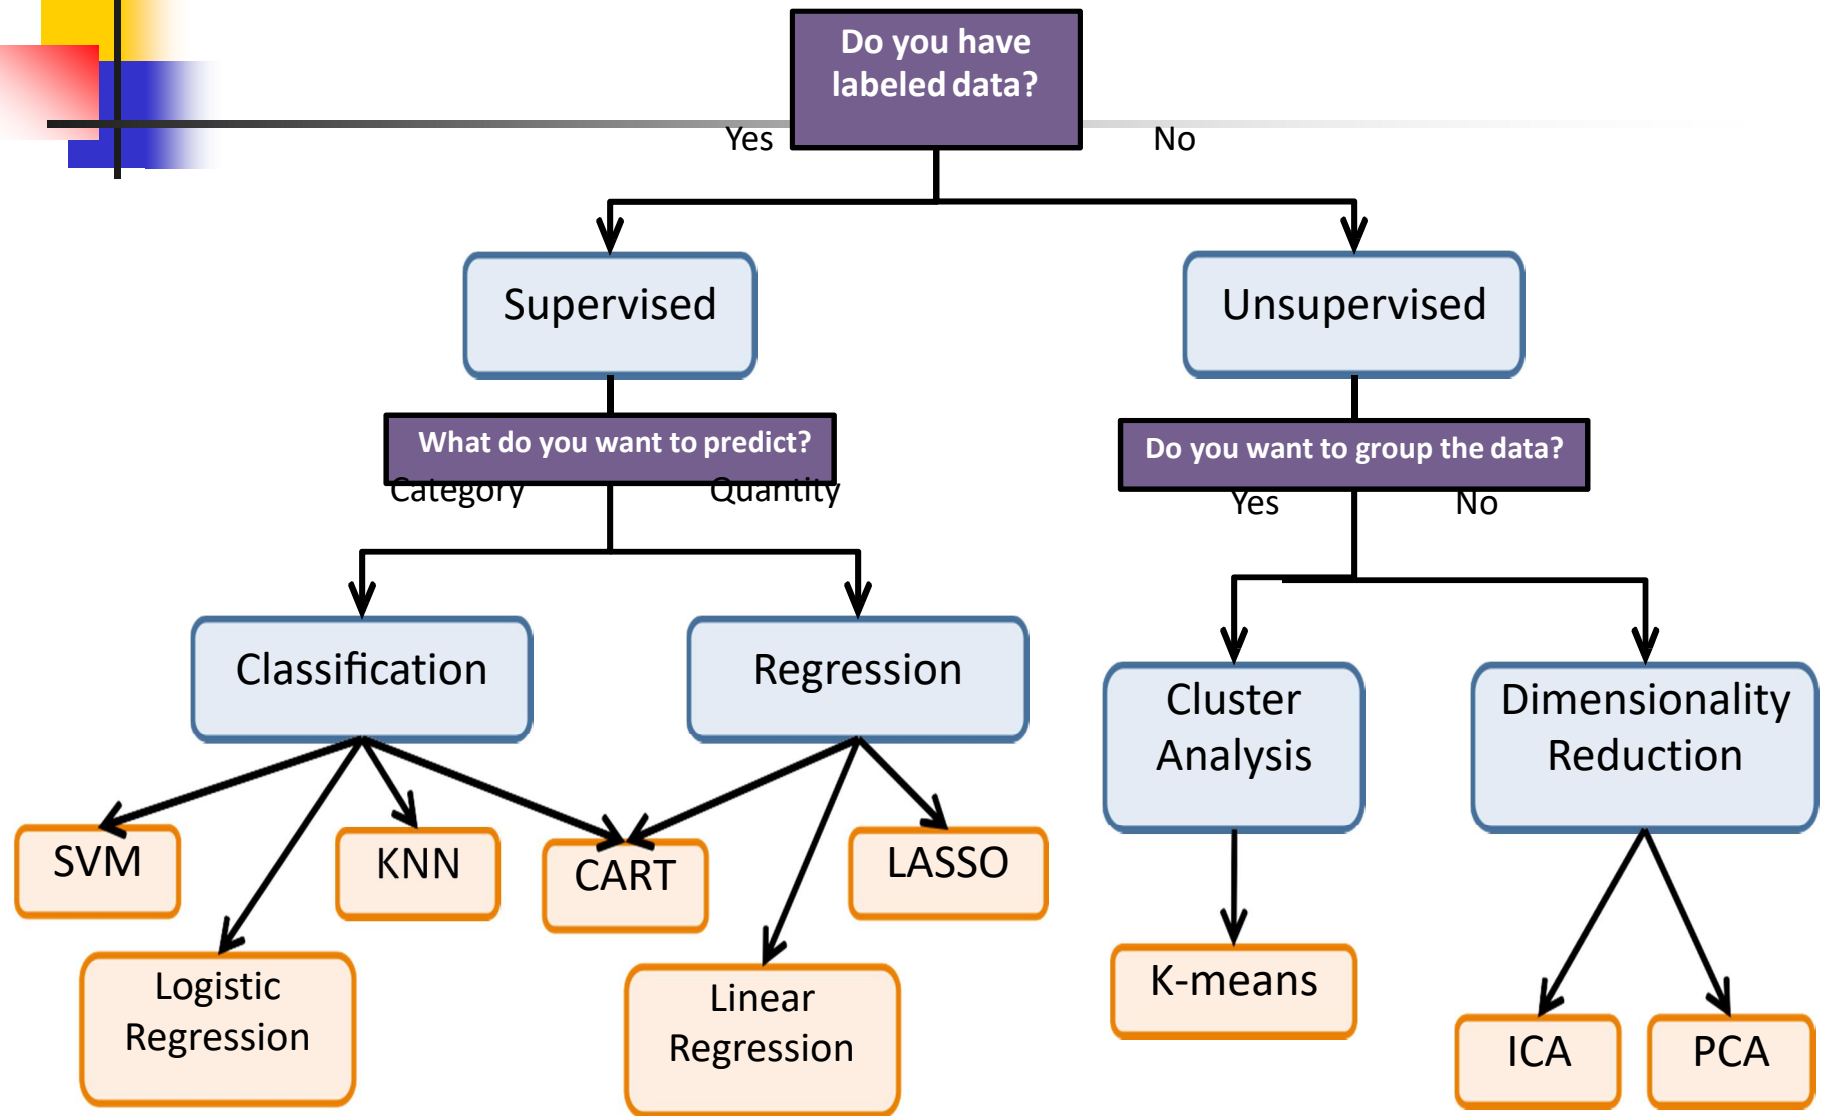 Do you have
labeled data?
Yes
No
Supervised
Unsupervised
What do you want to predict?
Category
Quantity
Do you want to group the data?
Yes
No
Classification
Regression
Cluster
Analysis
Dimensionality
Reduction
SVM
KNN
CART
LASSO
Logistic
Regression
Linear
Regression
K-means
ICA
PCA